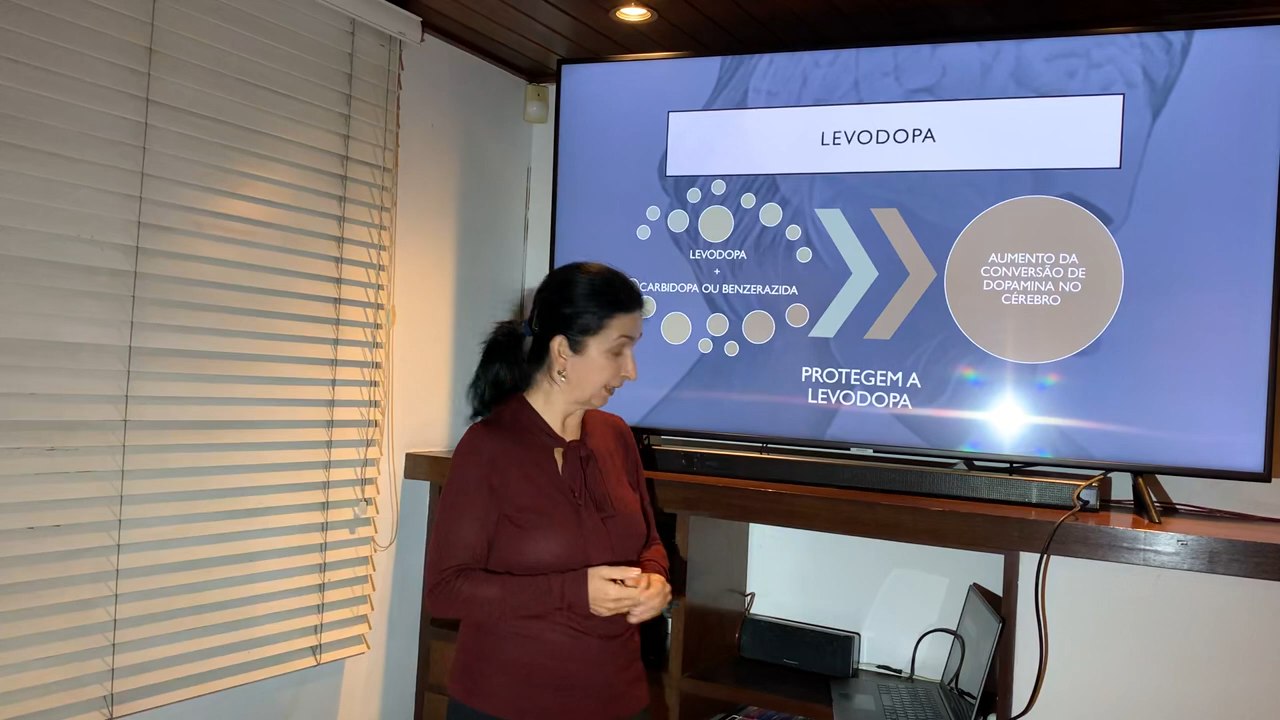 LEVODOPA
LEVODOPA
+
CARBIDOPA OU BENZERAZIDA
AUMENTO DA
CONVERSÃO DE
DOPAMINA NO
CÉREBRO
PROTEGEM A
LEVODOPA